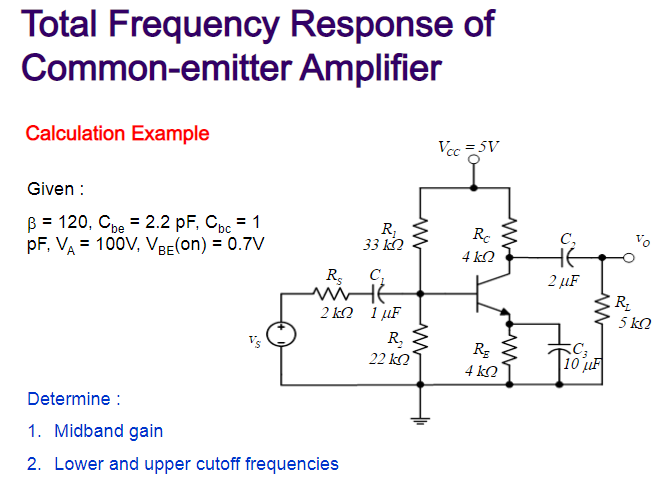 Total Frequency Response of
Common-emitter Amplifier
Calculation Example
Given :
β = 120, Cbe = 2.2 pF, Cbc = 1
pF, VA = 100V, VBE(on) = 0.7V
Determine :
1. Midband gain
2. Lower and upper cutoff frequencies
VCC = 5V
R1
33 kΩ
RC
4 kΩ
C2
2 μF
VO
RS
2 kΩ
C1
1 μF
RL
5 kΩ
VS
R2
22 kΩ
RE
4 kΩ
C3
10 μF